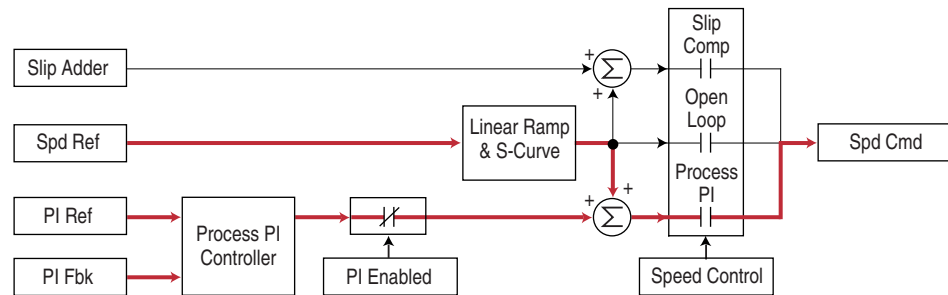 Slip Adder
+
+
Σ
Slip
Comp
Spd Ref
Linear Ramp
& S-Curve
Open
Loop
Spd Cmd
PI Ref
PI Fbk
Process PI
Controller
PI Enabled
+
+
Σ
Process
PI
Speed Control